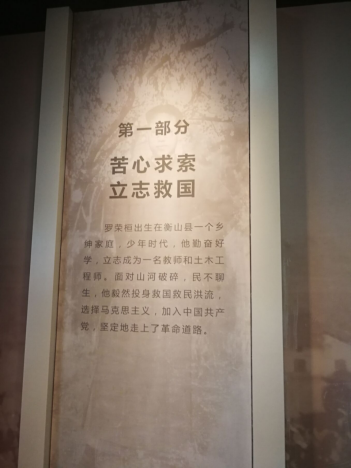 第一部分
苦心求索
立志救国
罗荣桓出生在衡山县一个乡
绅家庭，少年时代，他勤奋好
学，立志成为一名教师和土木工
程师。面对山河破碎，民不聊
生，他毅然投身救国救民洪流，
选择马克思主义，加入中国共产
党，坚定地走上了革命道路。